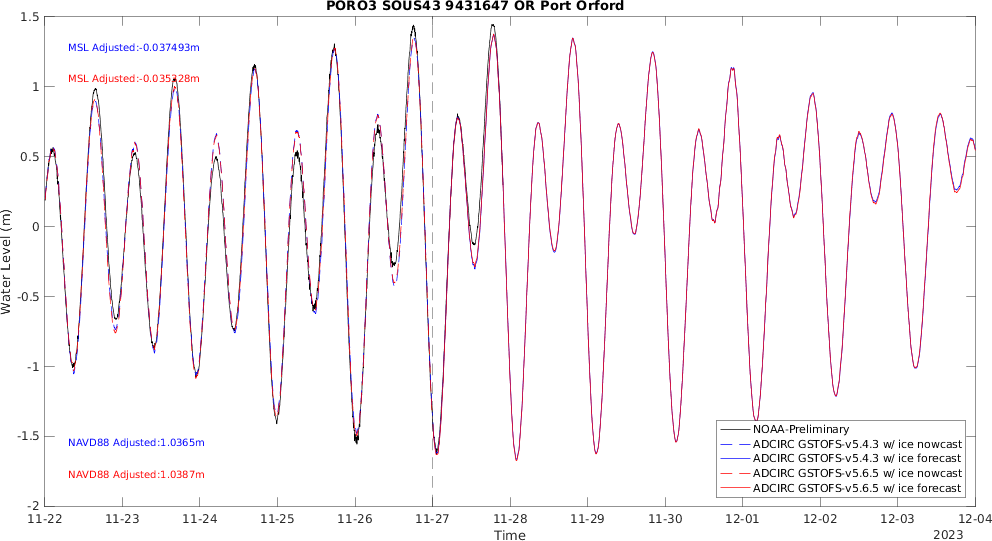 PORO3 SOUS43 9431647 OR Port Orford
1.5
1
0.5
0
-0.5
-1
-1.5
-2
Water Level (m)
MSL Adjusted:-0.037493m
MSL Adjusted:-0.035228m
NAVD88 Adjusted:1.0365m
NAVD88 Adjusted:1.0387m
NOAA-Preliminary
ADCIRC GSTOFS-v5.4.3 w/ ice nowcast
ADCIRC GSTOFS-v5.4.3 w/ ice forecast
ADCIRC GSTOFS-v5.6.5 w/ ice nowcast
ADCIRC GSTOFS-v5.6.5 w/ ice forecast
11-22 11-23 11-24 11-25 11-26 11-27 11-28 11-29 11-30 12-01 12-02 12-03 12-04
Time
2023